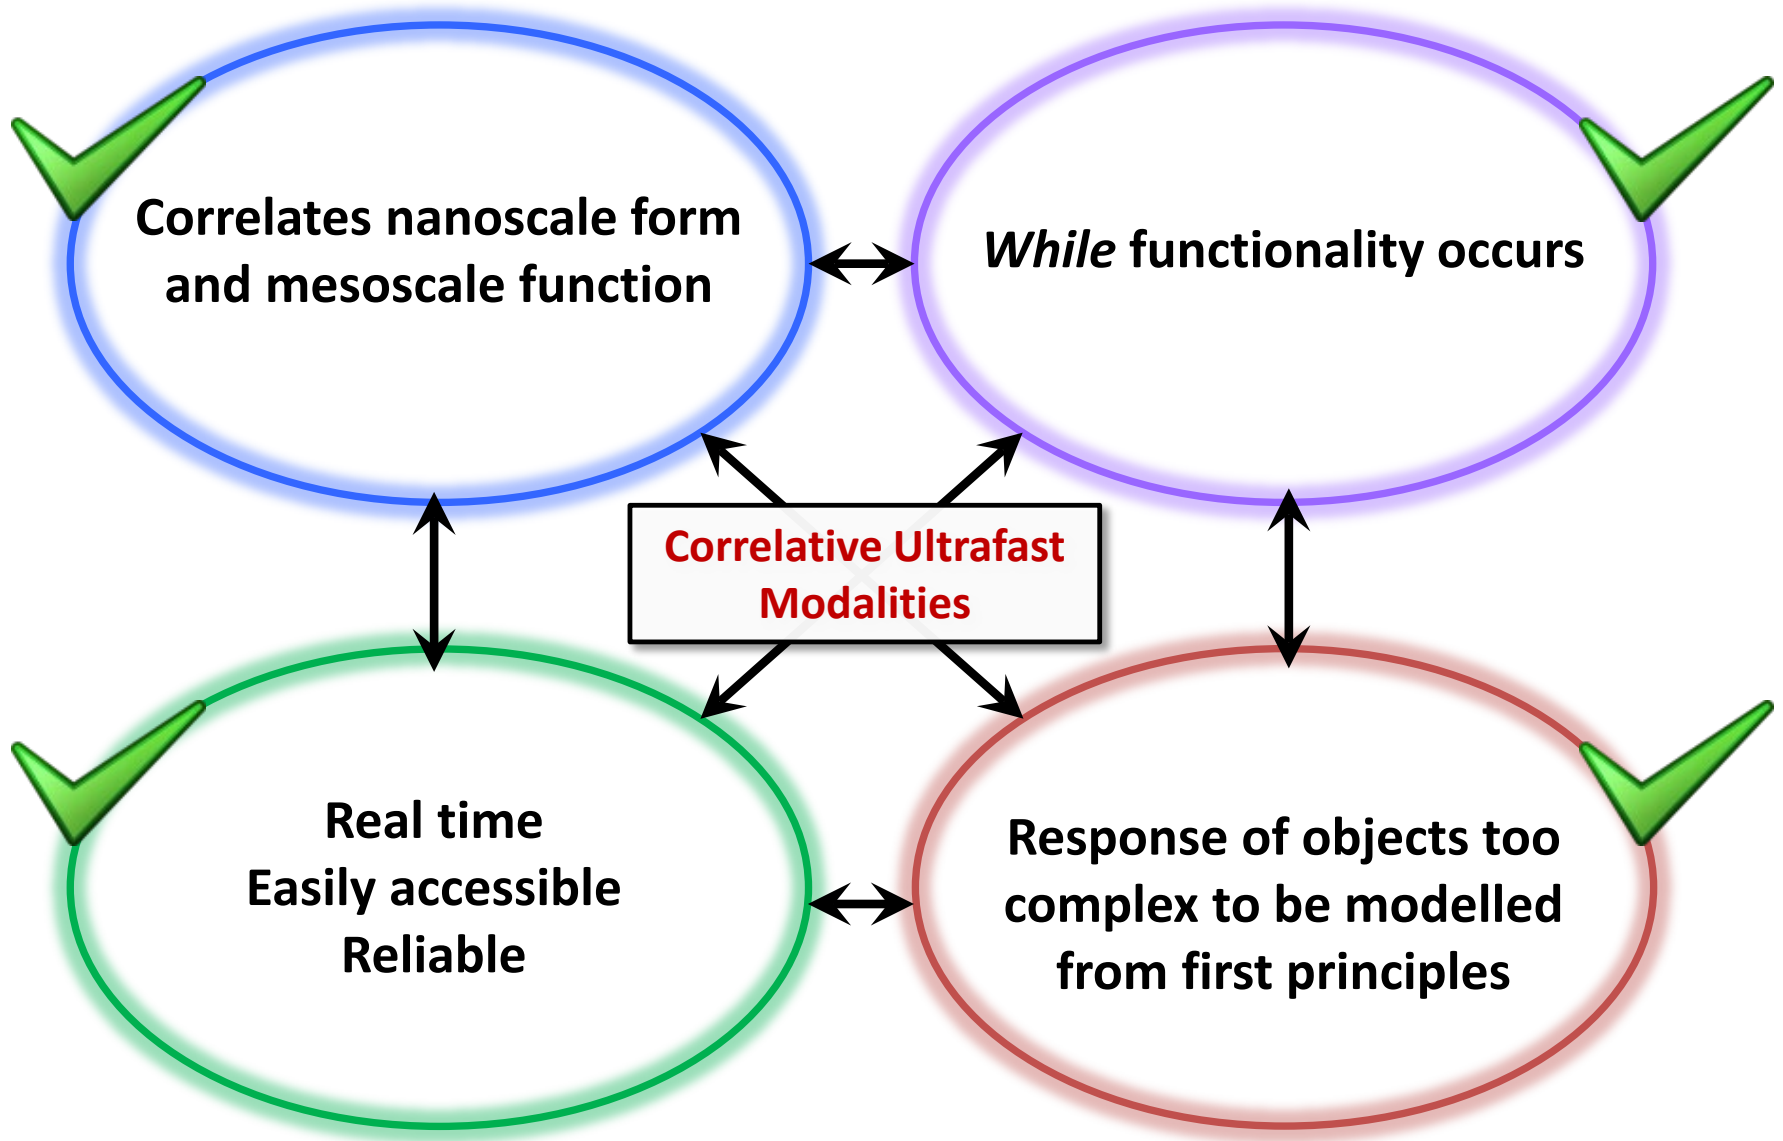 Correlates nanoscale form
and mesoscale function
While functionality occurs
Correlative Ultrafast
Modalities
Real time
Easily accessible
Reliable
Response of objects too
complex to be modelled
from first principles